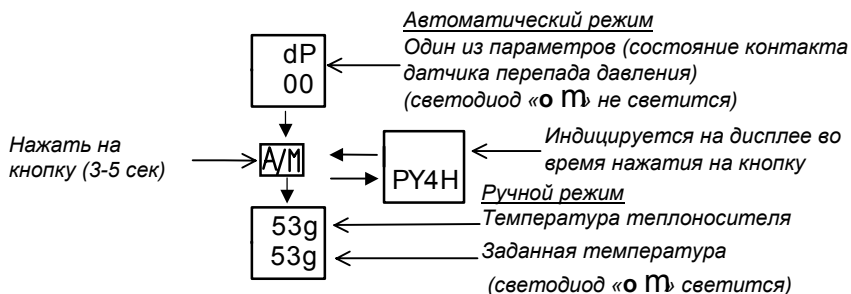 Автоматический режим
dP
00
Один из параметров (состояние контакта
датчика перепада давления)
(светодиод «о m» не светится)
Нажать на
кнопку (3-5 сек)
A/M
PY4H
Индицируется на дисплее во
время нажатия на кнопку
Ручной режим
53g
Температура теплоносителя
53g
Заданная температура
(светодиод «о m» светится)